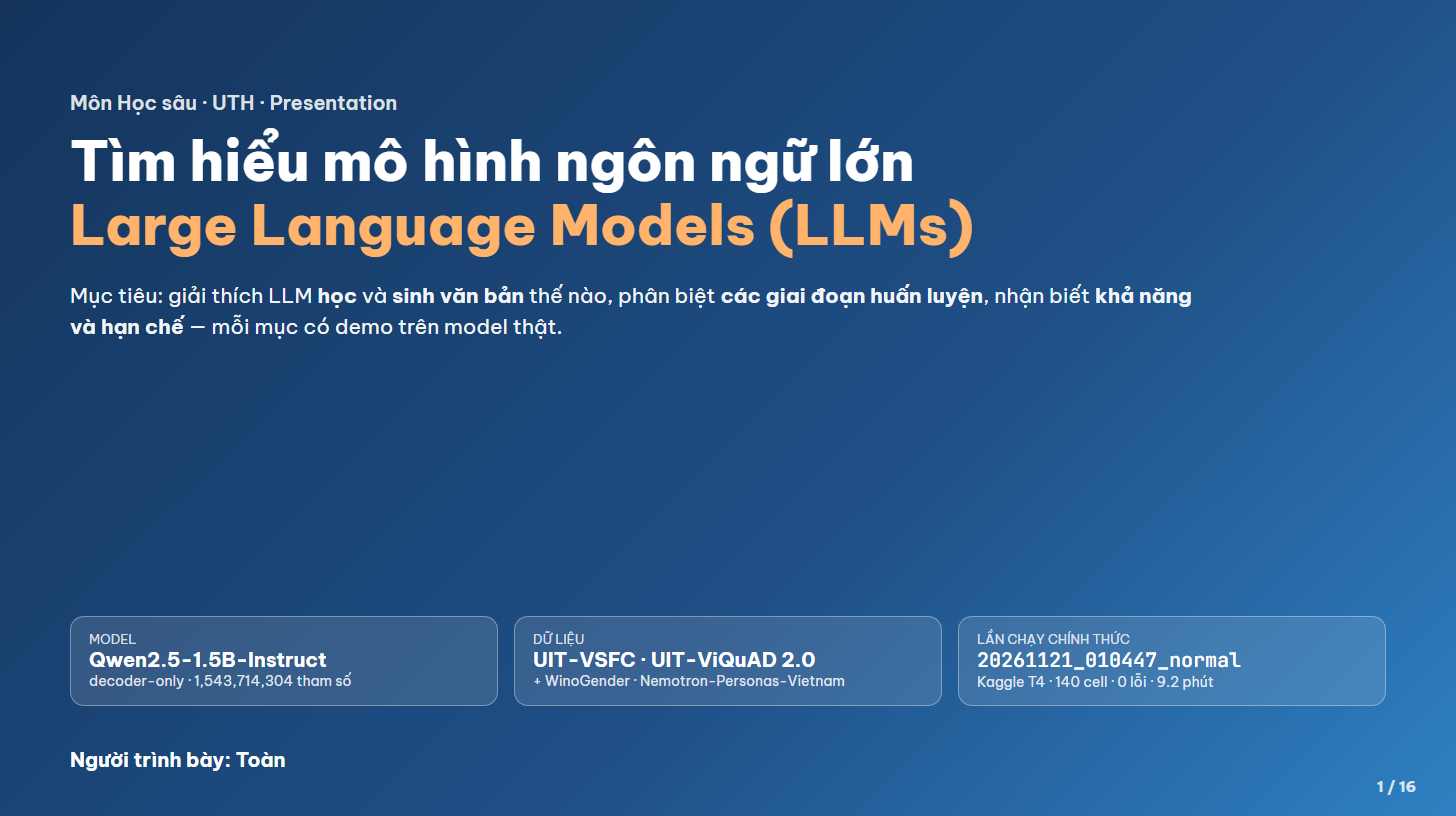 Môn Học sâu · UTH · Presentation
Tìm hiểu mô hình ngôn ngữ lớn
Large Language Models (LLMs)
Mục tiêu: giải thích LLM học và sinh văn bản thế nào, phân biệt các giai đoạn huấn luyện, nhận biết khả năng
và hạn chế — mỗi mục có demo trên model thật.
MODEL
Qwen2.5-1.5B-Instruct
decoder-only · 1,543,714,304 tham số
DỮ LIỆU
UIT-VSFC · UIT-ViQuAD 2.0
+ WinoGender · Nemotron-Personas-Vietnam
LẦN CHẠY CHÍNH THỨC
20261121_010447_normal
Kaggle T4 · 140 cell · 0 lỗi · 9.2 phút
Người trình bày: Toàn
1 / 16